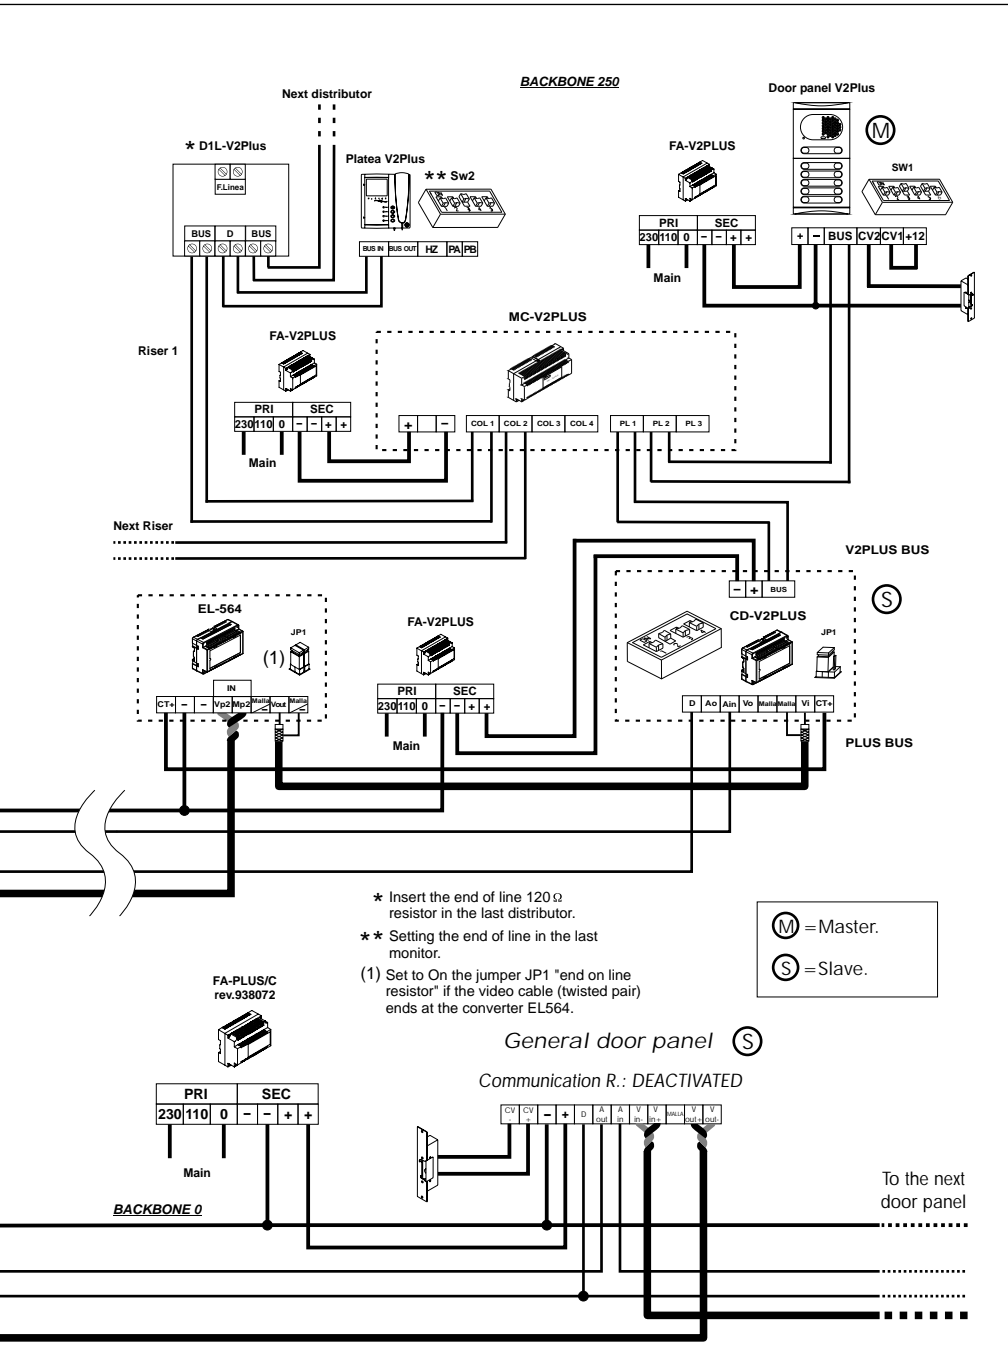 BACKBONE 250
Next distributor
Door panel V2Plus
M
* D1L-V2Plus
Platea V2Plus
** Sw2
FA-V2PLUS
SW1
F.Linea
BUS D BUS
BUS IN BUS OUT HZ PA PB
PRI SEC
230 110 0 - - + +
Main
+ - BUS CV2 CV1 +12
MC-V2PLUS
FA-V2PLUS
Riser 1
PRI SEC
230 110 0 - - + +
Main
+ - COL 1 COL 2 COL 3 COL 4 PL 1 PL 2 PL 3
Next Riser
V2PLUS BUS
- + BUS
S
EL-564
JP1
(1)
FA-V2PLUS
CD-V2PLUS
JP1
IN
CT+ - - Vp2 Mp2 Malla Vout Malla
PRI SEC
230 110 0 - - + +
Main
D Ao Ain Vo Malla Malla Vi CT+
PLUS BUS
* Insert the end of line 120 Ω
resistor in the last distributor.
** Setting the end of line in the last
monitor.
(1) Set to On the jumper JP1 "end on line
resistor" if the video cable (twisted pair)
ends at the converter EL564.
M =Master.
S =Slave.
FA-PLUS/C
rev.938072
PRI SEC
230 110 0 - - + +
Main
General door panel S
Communication R.: DEACTIVATED
CV - CV + - + D A out A in V in- V in+ MALLA V out+ V out-
To the next
door panel
BACKBONE 0